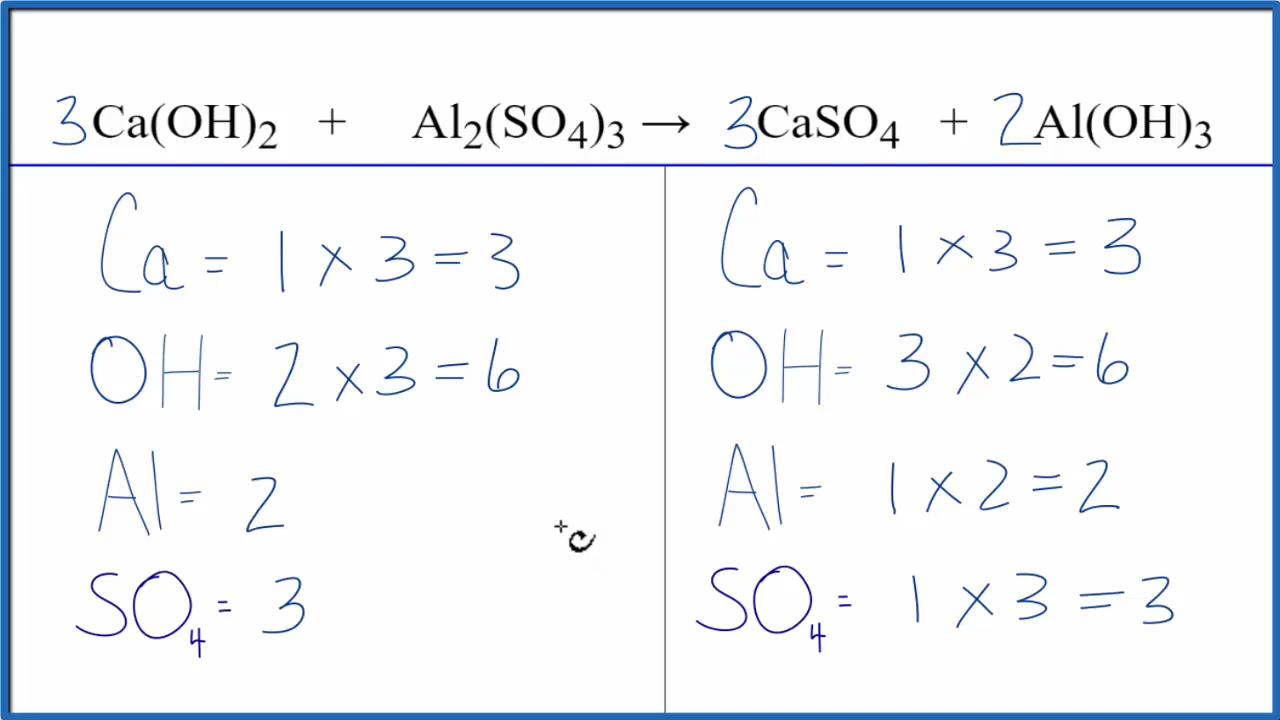 3Ca(OH)2 + Al2(SO4)3 → 3CaSO4 + 2Al(OH)3
Ca = 1 x 3 = 3
OH = 2 x 3 = 6
Al = 2
SO4 = 3
Ca = 1 x 3 = 3
OH = 3 x 2 = 6
Al = 1 x 2 = 2
SO4 = 1 x 3 = 3